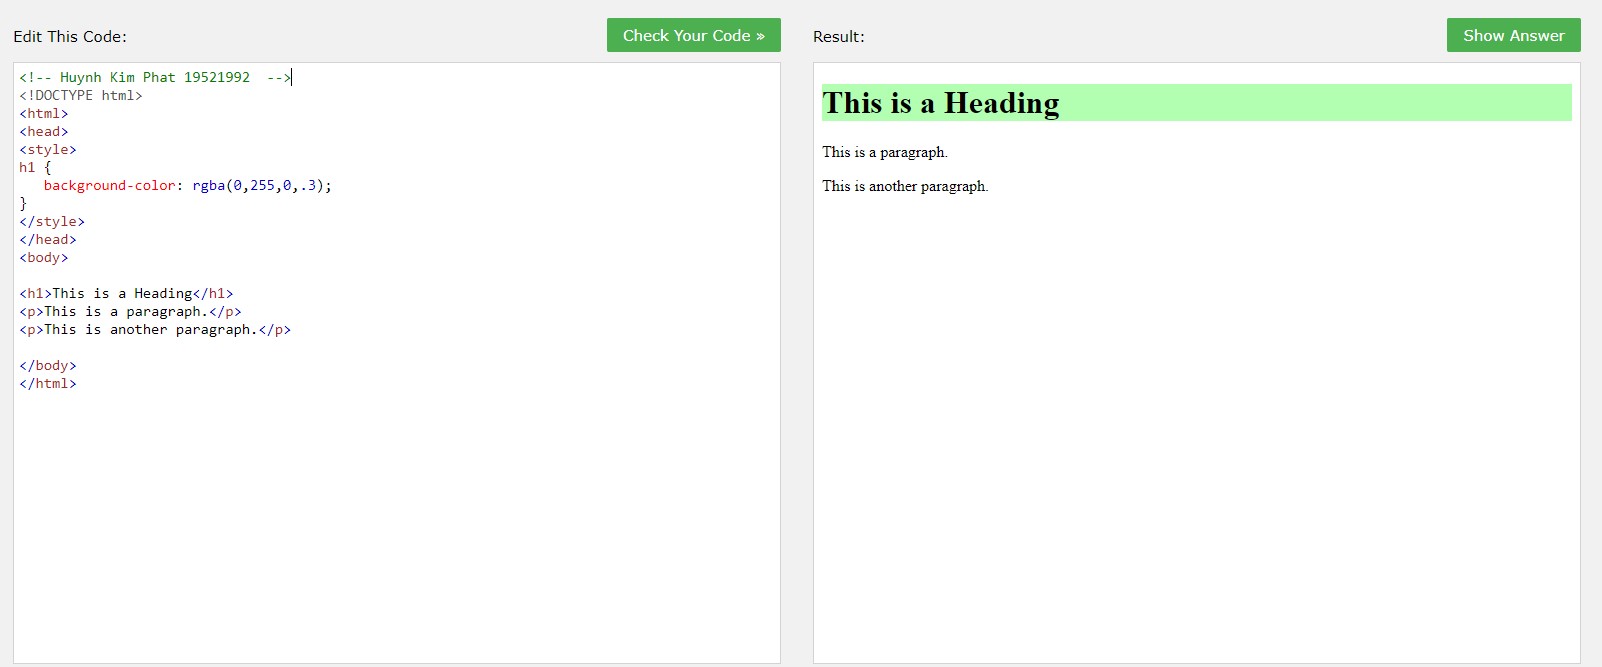 Edit This Code:
Check Your Code »
<!-- Huynh Kim Phat 19521992  -->
<!DOCTYPE html>
<html>
<head>
<style>
h1 {
   background-color: rgba(0,255,0,.3);
}
</style>
</head>
<body>

<h1>This is a Heading</h1>
<p>This is a paragraph.</p>
<p>This is another paragraph.</p>

</body>
</html>
Result:
Show Answer
This is a Heading
This is a paragraph.
This is another paragraph.